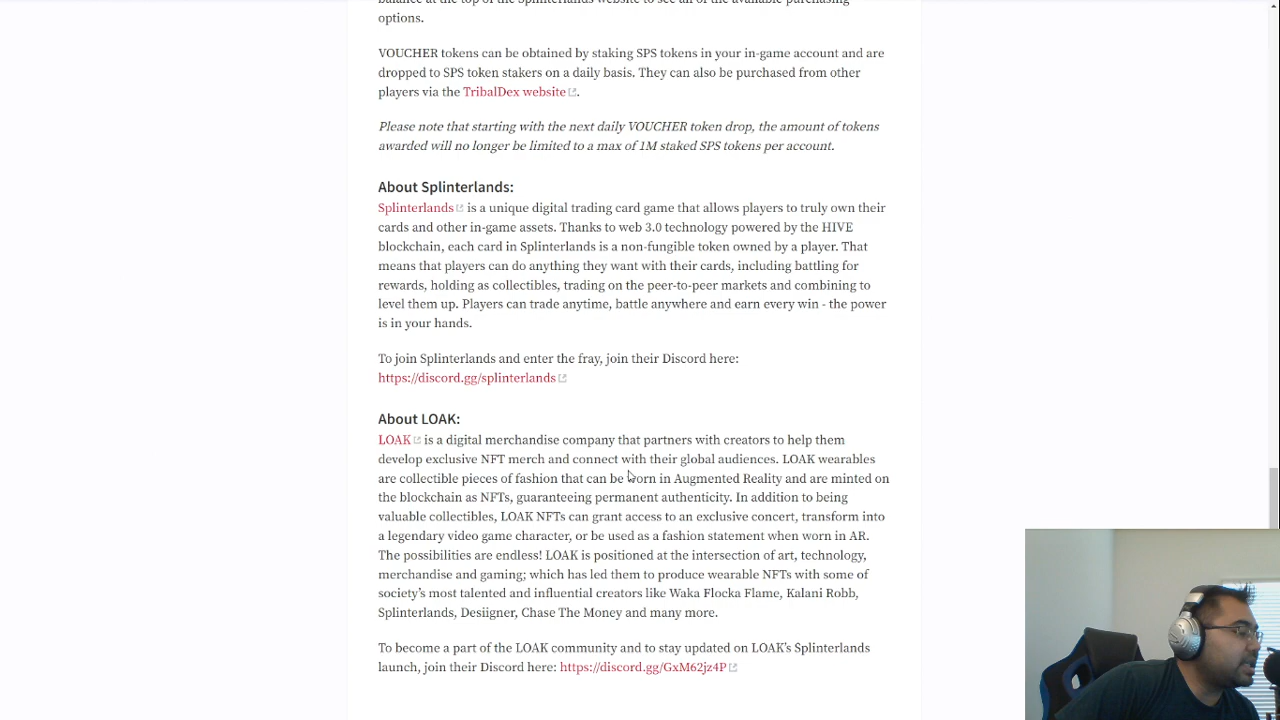 balance at the top of the Splinterlands website to see all of the available purchasing
options.
VOUCHER tokens can be obtained by staking SPS tokens in your in-game account and are
dropped to SPS token stakers on a daily basis. They can also be purchased from other
players via the TribalDex website.
Please note that starting with the next daily VOUCHER token drop, the amount of tokens
awarded will no longer be limited to a max of 1M staked SPS tokens per account.
About Splinterlands:
Splinterlands is a unique digital trading card game that allows players to truly own their
cards and other in-game assets. Thanks to web 3.0 technology powered by the HIVE
blockchain, each card in Splinterlands is a non-fungible token owned by a player. That
means that players can do anything they want with their cards, including battling for
rewards, holding as collectibles, trading on the peer-to-peer markets and combining to
level them up. Players can trade anytime, battle anywhere and earn every win - the power
is in your hands.
To join Splinterlands and enter the fray, join their Discord here:
https://discord.gg/splinterlands
About LOAK:
LOAK is a digital merchandise company that partners with creators to help them
develop exclusive NFT merch and connect with their global audiences. LOAK wearables
are collectible pieces of fashion that can be worn in Augmented Reality and are minted on
the blockchain as NFTs, guaranteeing permanent authenticity. In addition to being
valuable collectibles, LOAK NFTs can grant access to an exclusive concert, transform into
a legendary video game character, or be used as a fashion statement when worn in AR.
The possibilities are endless! LOAK is positioned at the intersection of art, technology,
merchandise and gaming; which has led them to produce wearable NFTs with some of
society's most talented and influential creators like Waka Flocka Flame, Kalani Robb,
Splinterlands, Desiigner, Chase The Money and many more.
To become a part of the LOAK community and to stay updated on LOAK's Splinterlands
launch, join their Discord here: https://discord.gg/GxM62jz4P